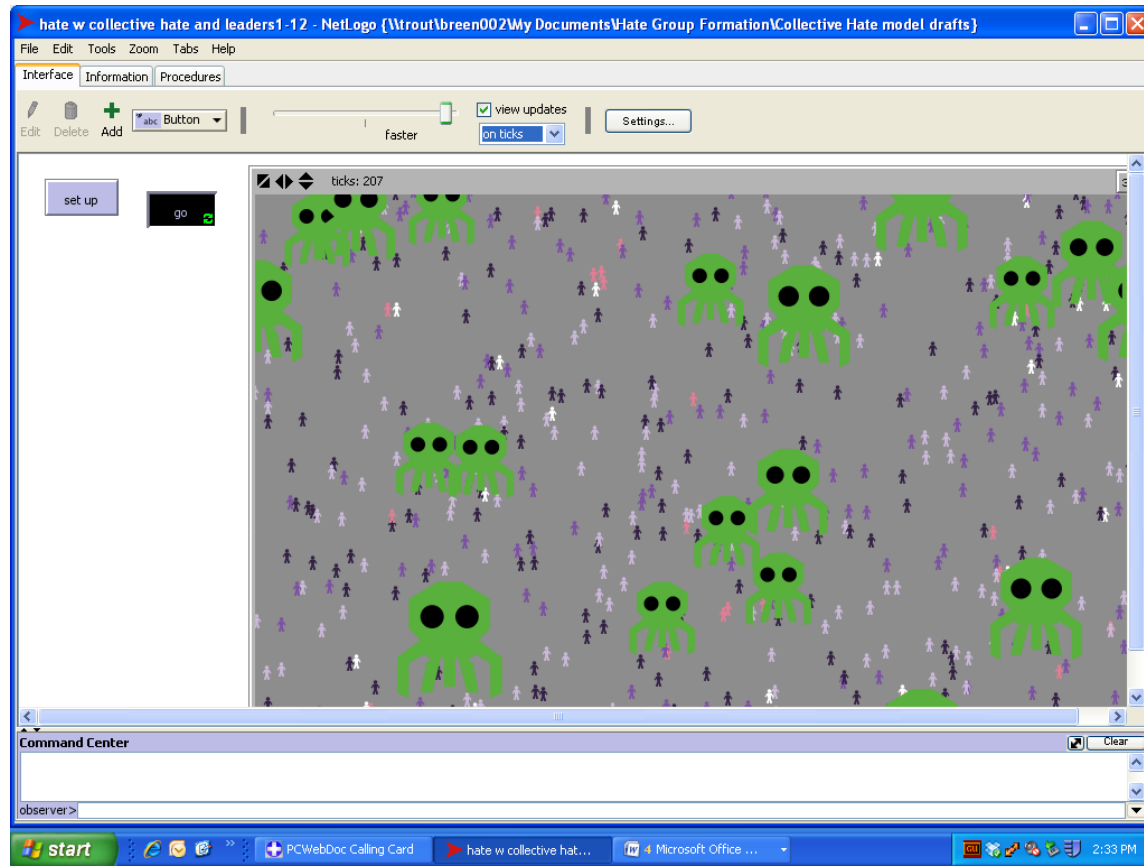 hate w collective hate and leaders1-12 - NetLogo {\\trout\breen002\My Documents\Hate Group Formation\Collective Hate model drafts}
File Edit Tools Zoom Tabs Help
Interface Information Procedures
Edit Delete Add abc Button faster view updates on ticks Settings...
set up go
ticks: 207
Command Center Clear
observer>
start PCWebDoc Calling Card hate w collective hat... 4 Microsoft Office ... 2:33 PM